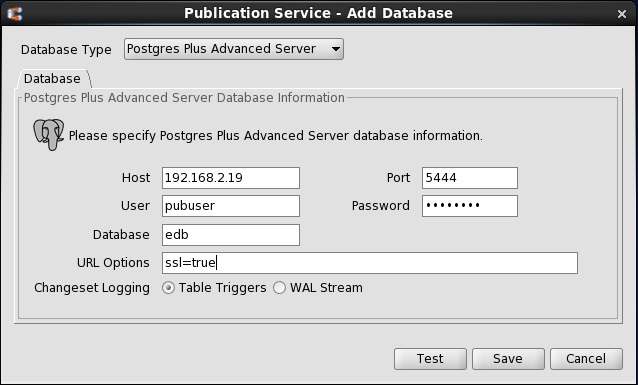 Publication Service - Add Database
Database Type Postgres Plus Advanced Server
Database
Postgres Plus Advanced Server Database Information
Please specify Postgres Plus Advanced Server database information.
Host 192.168.2.19 Port 5444
User pubuser Password ••••••••
Database edb
URL Options ssl=true
Changeset Logging Table Triggers WAL Stream
Test Save Cancel